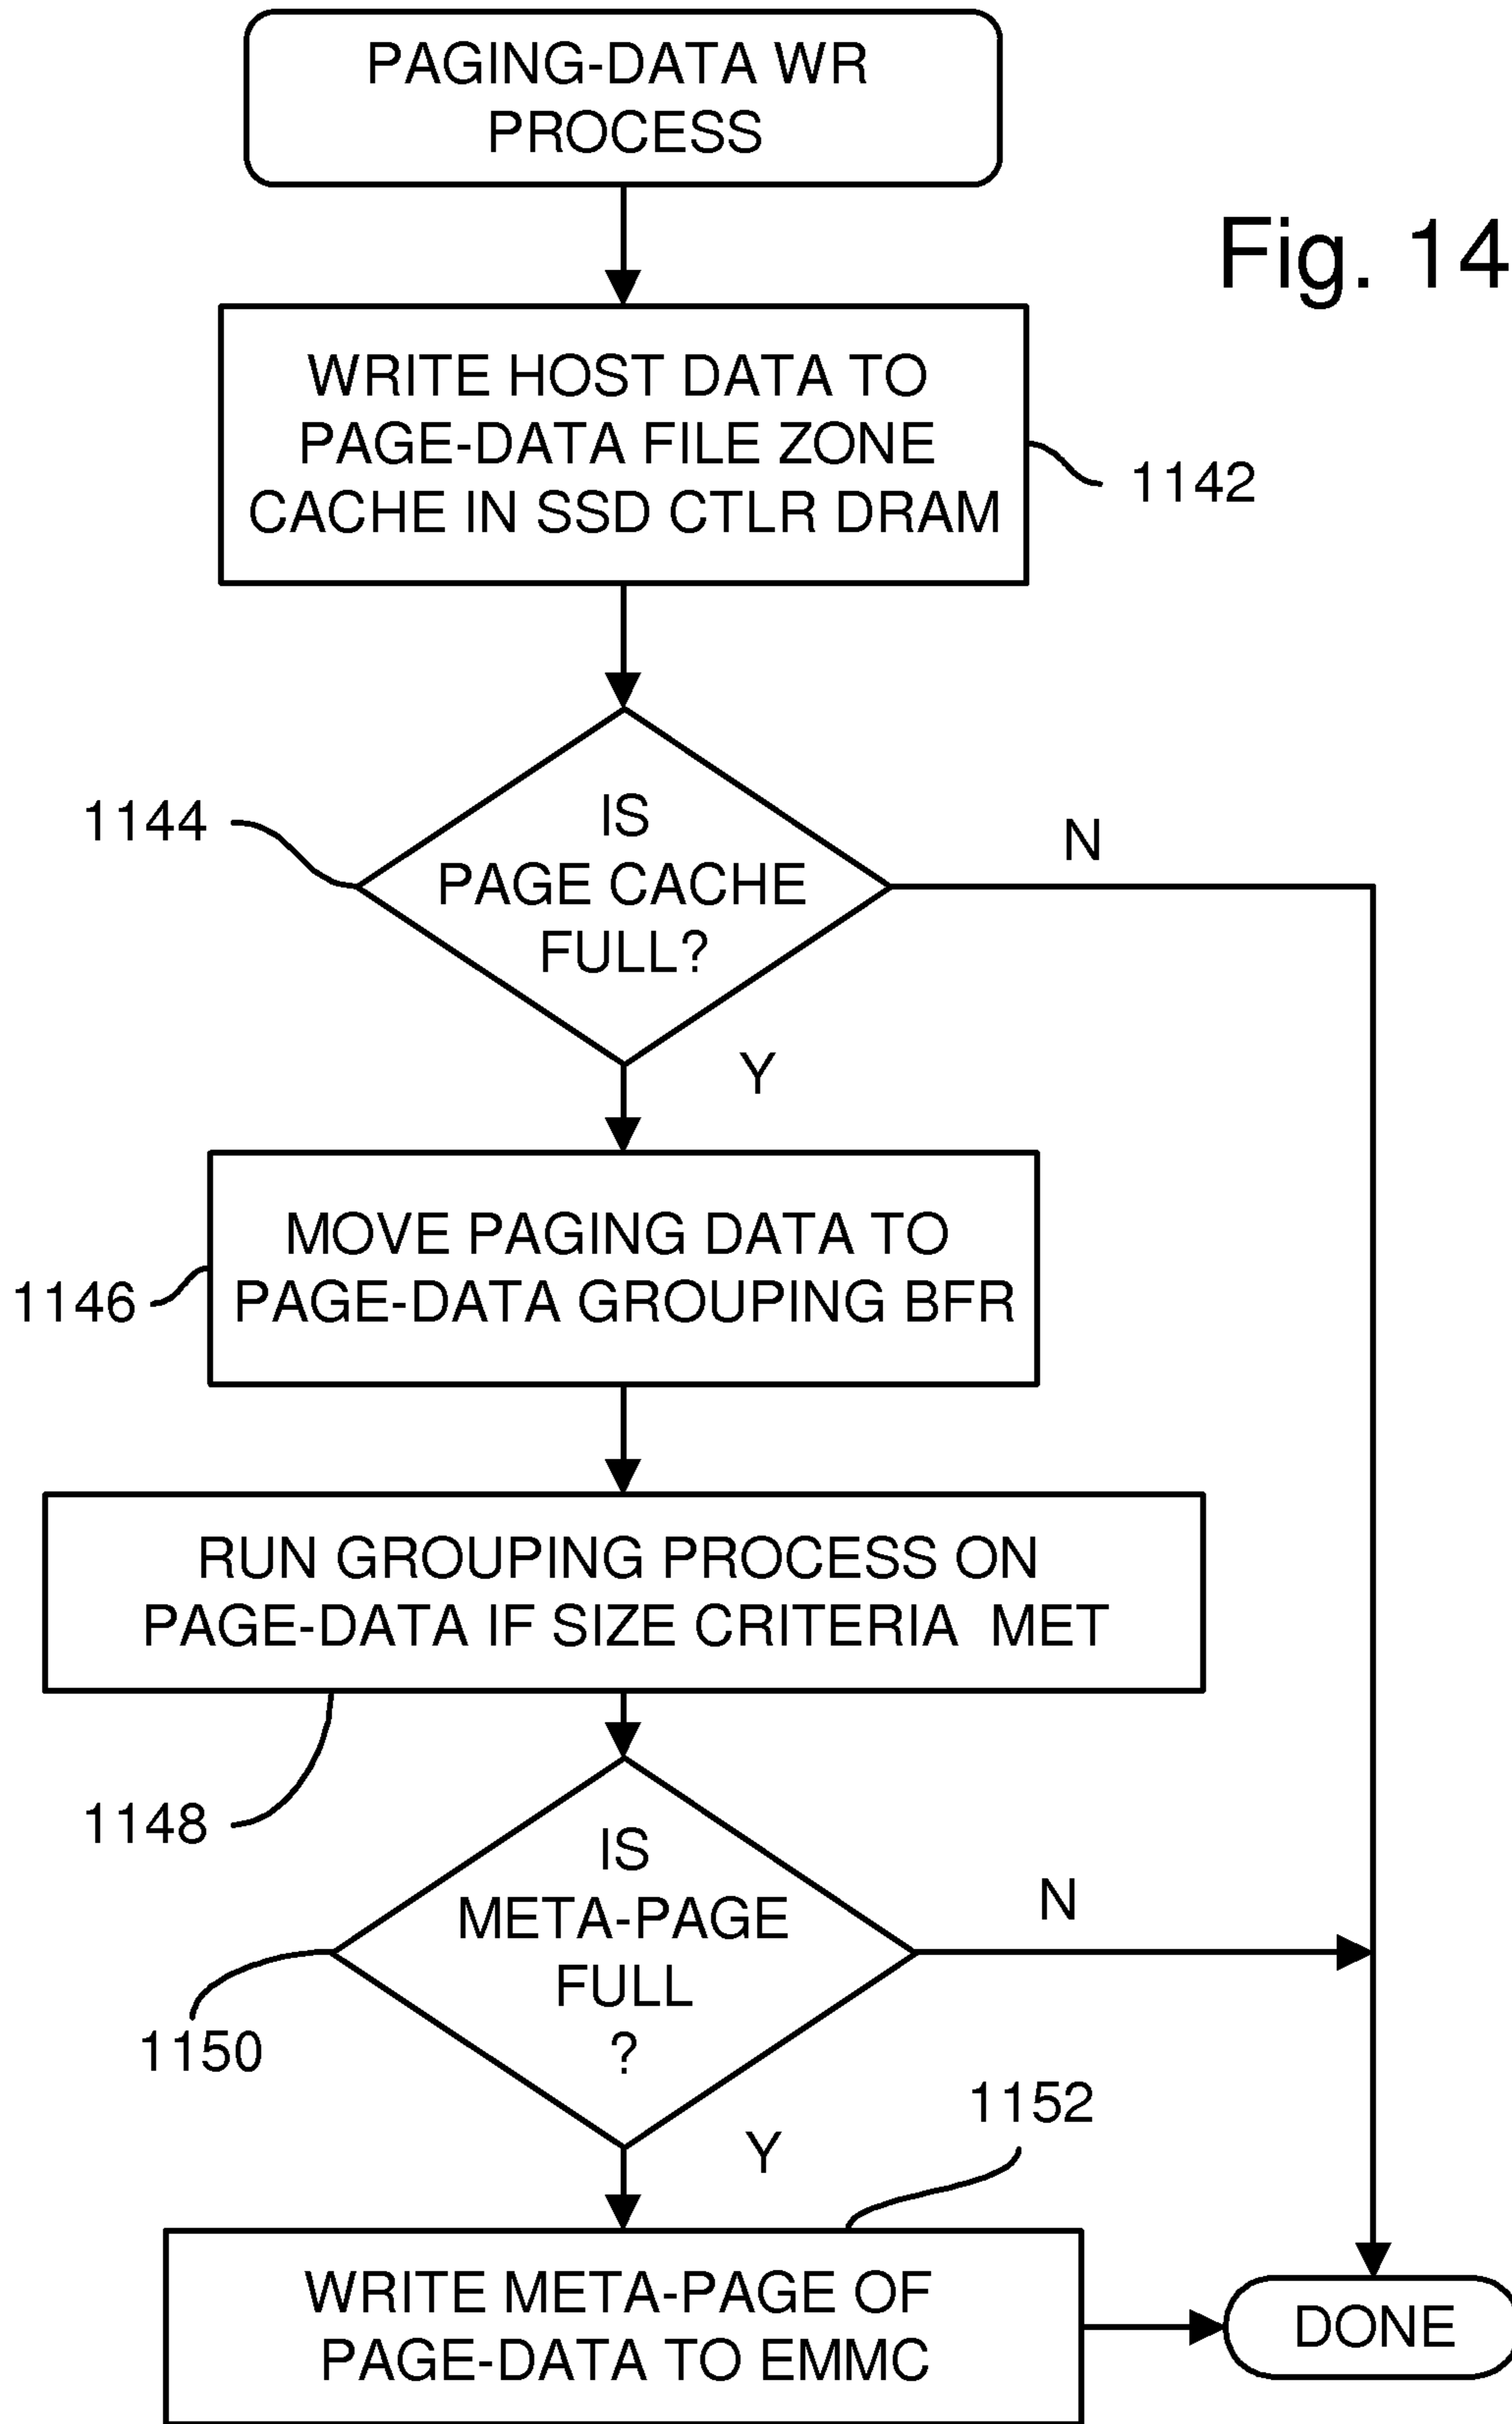 PAGING-DATA WR
PROCESS
Fig. 14
WRITE HOST DATA TO
PAGE-DATA FILE ZONE
CACHE IN SSD CTLR DRAM
1142
1144
IS
PAGE CACHE
FULL?
N
Y
MOVE PAGING DATA TO
PAGE-DATA GROUPING BFR
1146
RUN GROUPING PROCESS ON
PAGE-DATA IF SIZE CRITERIA  MET
1148
IS
META-PAGE
FULL
?
N
1150
Y
1152
WRITE META-PAGE OF
PAGE-DATA TO EMMC
DONE